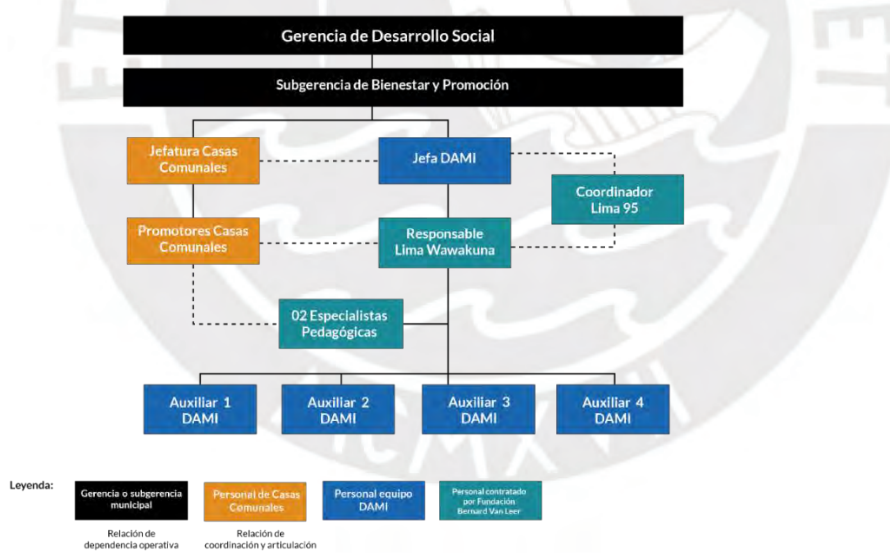 Gerencia de Desarrollo Social
Subgerencia de Bienestar y Promoción
Jefatura Casas
Comunales
Jefa DAMI
Coordinador
Lima 95
Promotores Casas
Comunales
Responsable
Lima Wawakuna
02 Especialistas
Pedagógicas
Auxiliar 1
DAMI
Auxiliar 2
DAMI
Auxiliar 3
DAMI
Auxiliar 4
DAMI
Leyenda:
Gerencia o subgerencia
municipal
Personal de Casas
Comunales
Personal equipo
DAMI
Personal contratado
por Fundación
Bernard Van Leer
Relación de
dependencia operativa
Relación de
coordinación y articulación